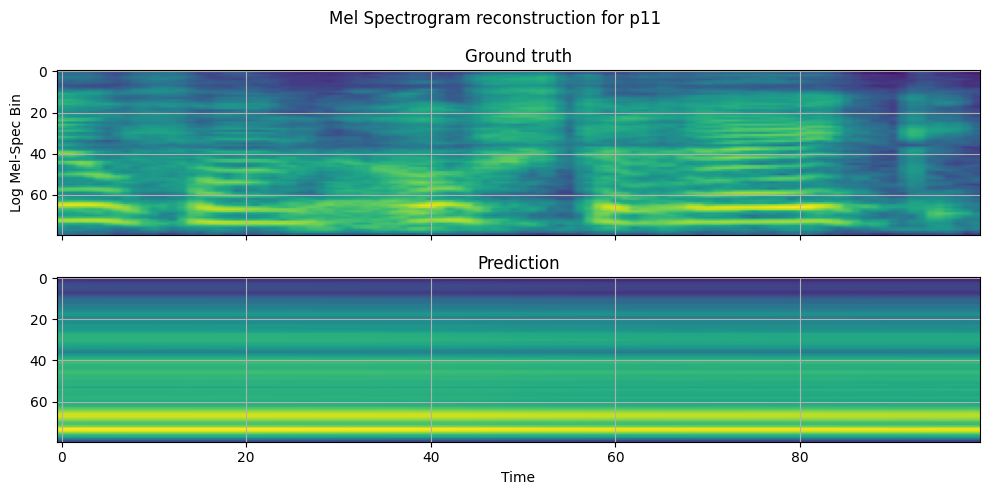 Mel Spectrogram reconstruction for p11
Ground truth
Log Mel-Spec Bin
0
20
40
60
Prediction
0
20
40
60
0 20 40 60 80
Time